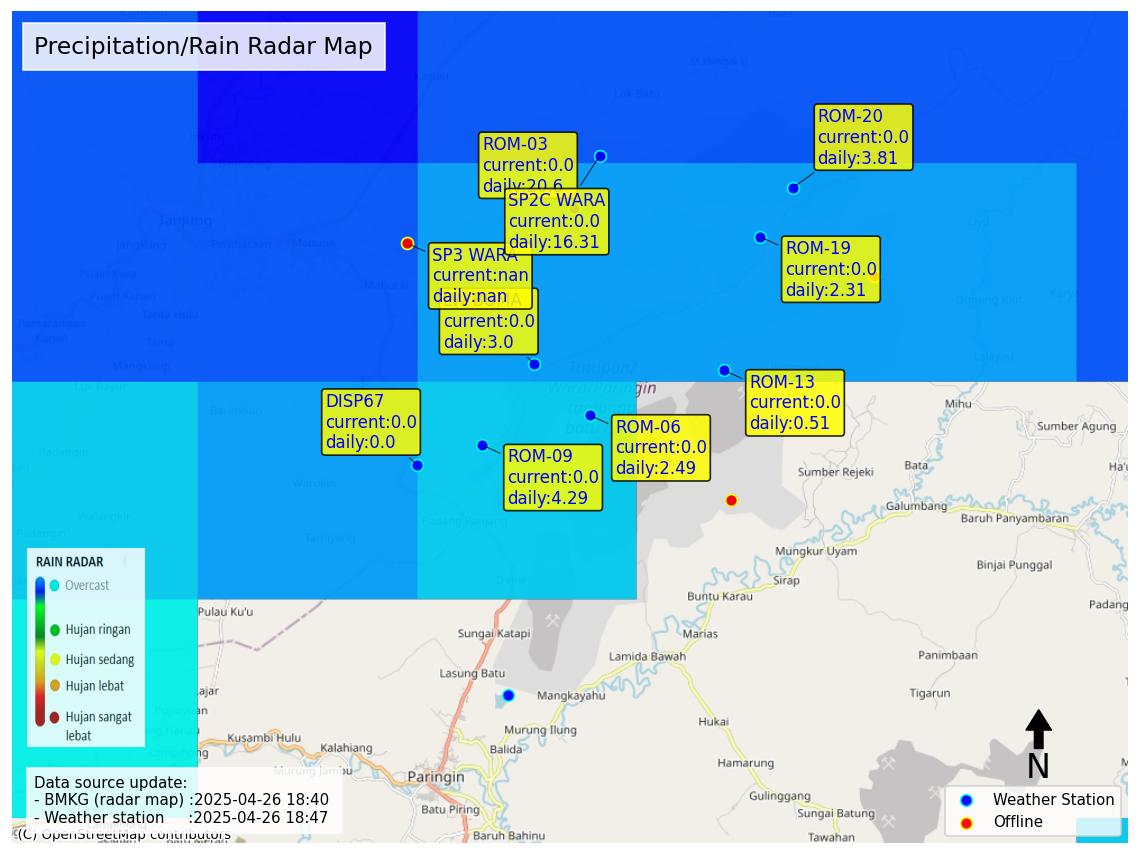 Precipitation/Rain Radar Map
ROM-20
current:0.0
daily:3.81
ROM-03
current:0.0
daily:20.6
SP2C WARA
current:0.0
daily:16.31
Tanjung
SP3 WARA
current:nan
daily:nan
current:0.0
daily:3.0
ROM-19
current:0.0
daily:2.31
ROM-13
current:0.0
daily:0.51
DISP67
current:0.0
daily:0.0
ROM-06
current:0.0
daily:2.49
ROM-09
current:0.0
daily:4.29
Mihu
Sumber Agung
Bata
Sumber Rejeki
Galumbang
Baruh Panyambaran
Mungkur Uyam
Binjai Punggal
Sirap
Buntu Karau
Padang
Pulau Ku'u
Sungai Katapi
Marias
Lamida Bawah
Panimbaan
Lasung Batu
Mangkayahu
Tigarun
Murung Ilung
Hukai
Kusambi Hulu
Kalahiang
Balida
Hamarung
Murung Jambu
Paringin
Gulinggang
Batu Piring
Sungai Batung
Baruh Bahinu
Tawahan
RAIN RADAR
Overcast
Hujan ringan
Hujan sedang
Hujan lebat
Hujan sangat
lebat
Data source update:
- BMKG (radar map) :2025-04-26 18:40
- Weather station :2025-04-26 18:47
(C) OpenStreetMap contributors
N
Weather Station
Offline